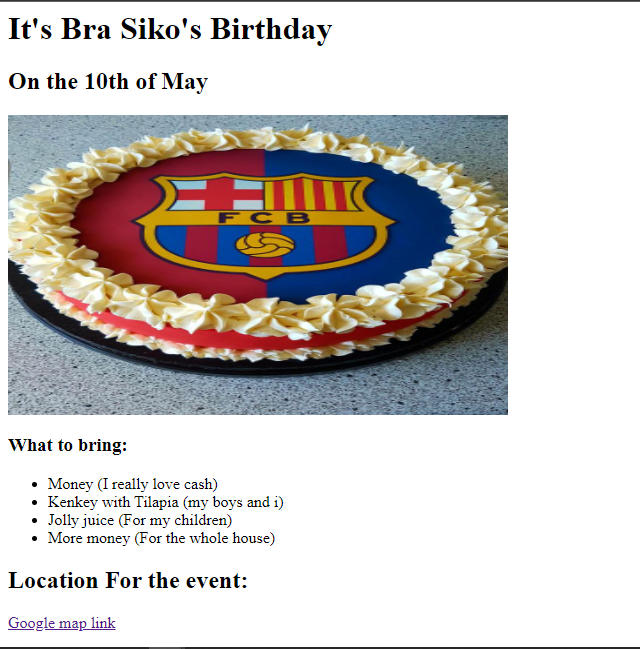 It's Bra Siko's Birthday
On the 10th of May
F C B
What to bring:
Money (I really love cash)
Kenkey with Tilapia (my boys and i)
Jolly juice (For my children)
More money (For the whole house)
Location For the event:
Google map link